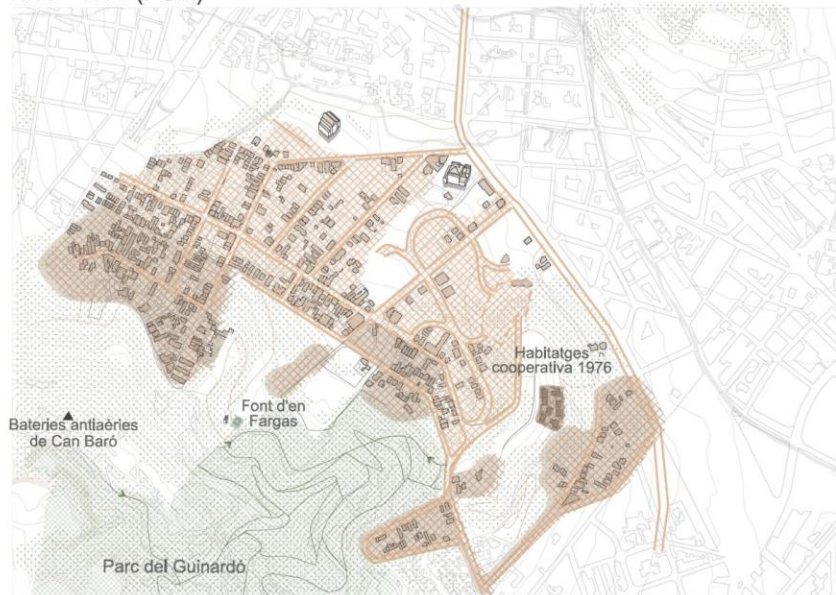 Habitatges
cooperativa 1976
Font d'en
Fargas
Bateries antiaèries
de Can Baró
Parc del Guinardó